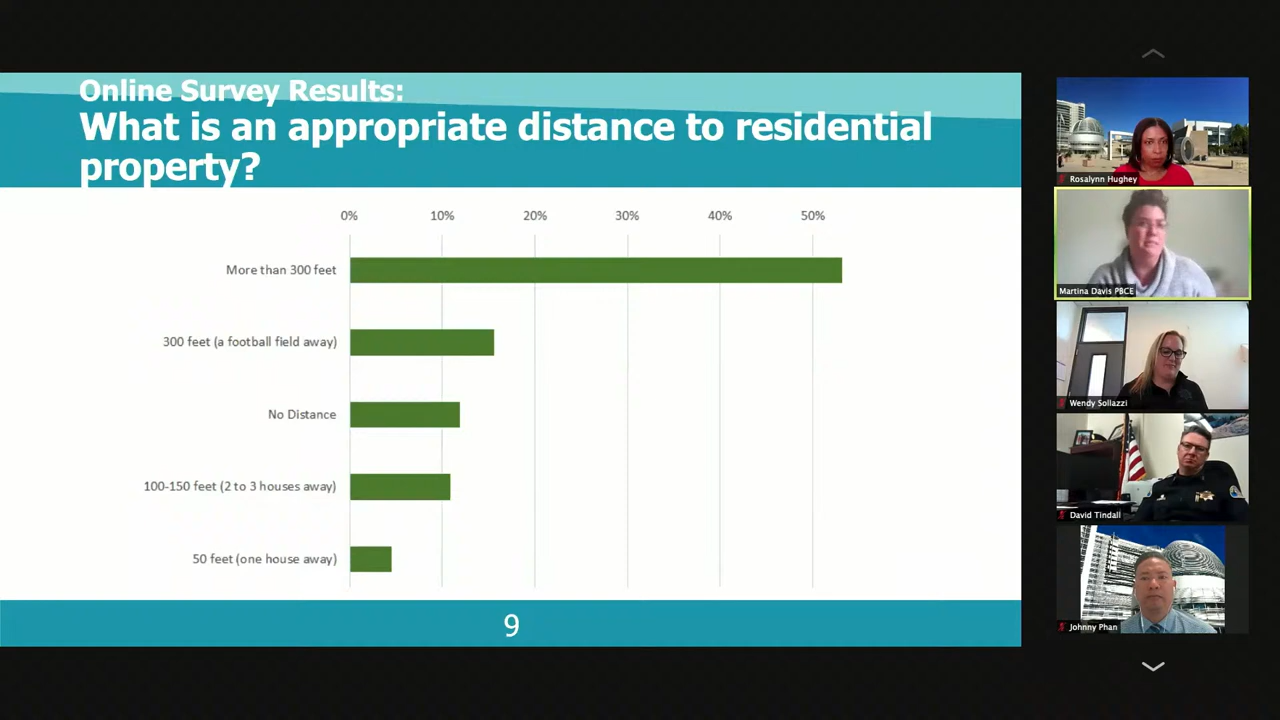 Online Survey Results:
What is an appropriate distance to residential
property?
0% 10% 20% 30% 40% 50%
More than 300 feet
300 feet (a football field away)
No Distance
100-150 feet (2 to 3 houses away)
50 feet (one house away)
9
Rosalynn Hughey
Martina Davis PBCE
Wendy Sollazzi
David Tindall
Johnny Phan